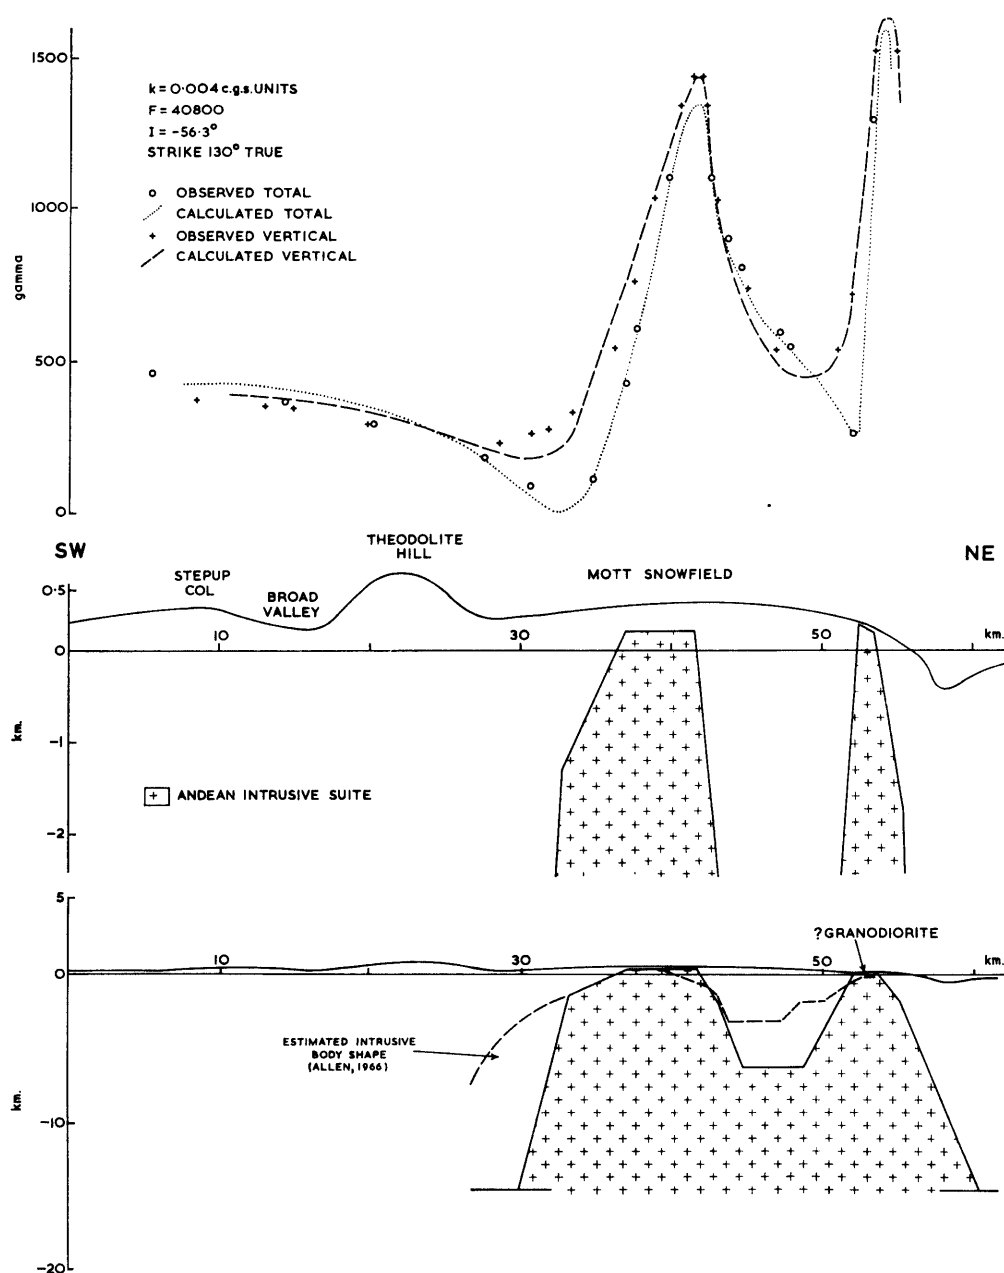 1500
1000
500
0
gamma
k = 0·004 c.g.s. UNITS
F = 40800
I = -56·3°
STRIKE 130° TRUE
OBSERVED TOTAL
CALCULATED TOTAL
OBSERVED VERTICAL
CALCULATED VERTICAL
SW
NE
THEODOLITE
HILL
STEPUP
COL
BROAD
VALLEY
MOTT SNOWFIELD
0·5
0
-1
-2
km.
10
30
50
km.
ANDEAN INTRUSIVE SUITE
5
0
-10
-20
km.
10
30
50
km.
?GRANODIORITE
ESTIMATED INTRUSIVE
BODY SHAPE
(ALLEN, 1966)